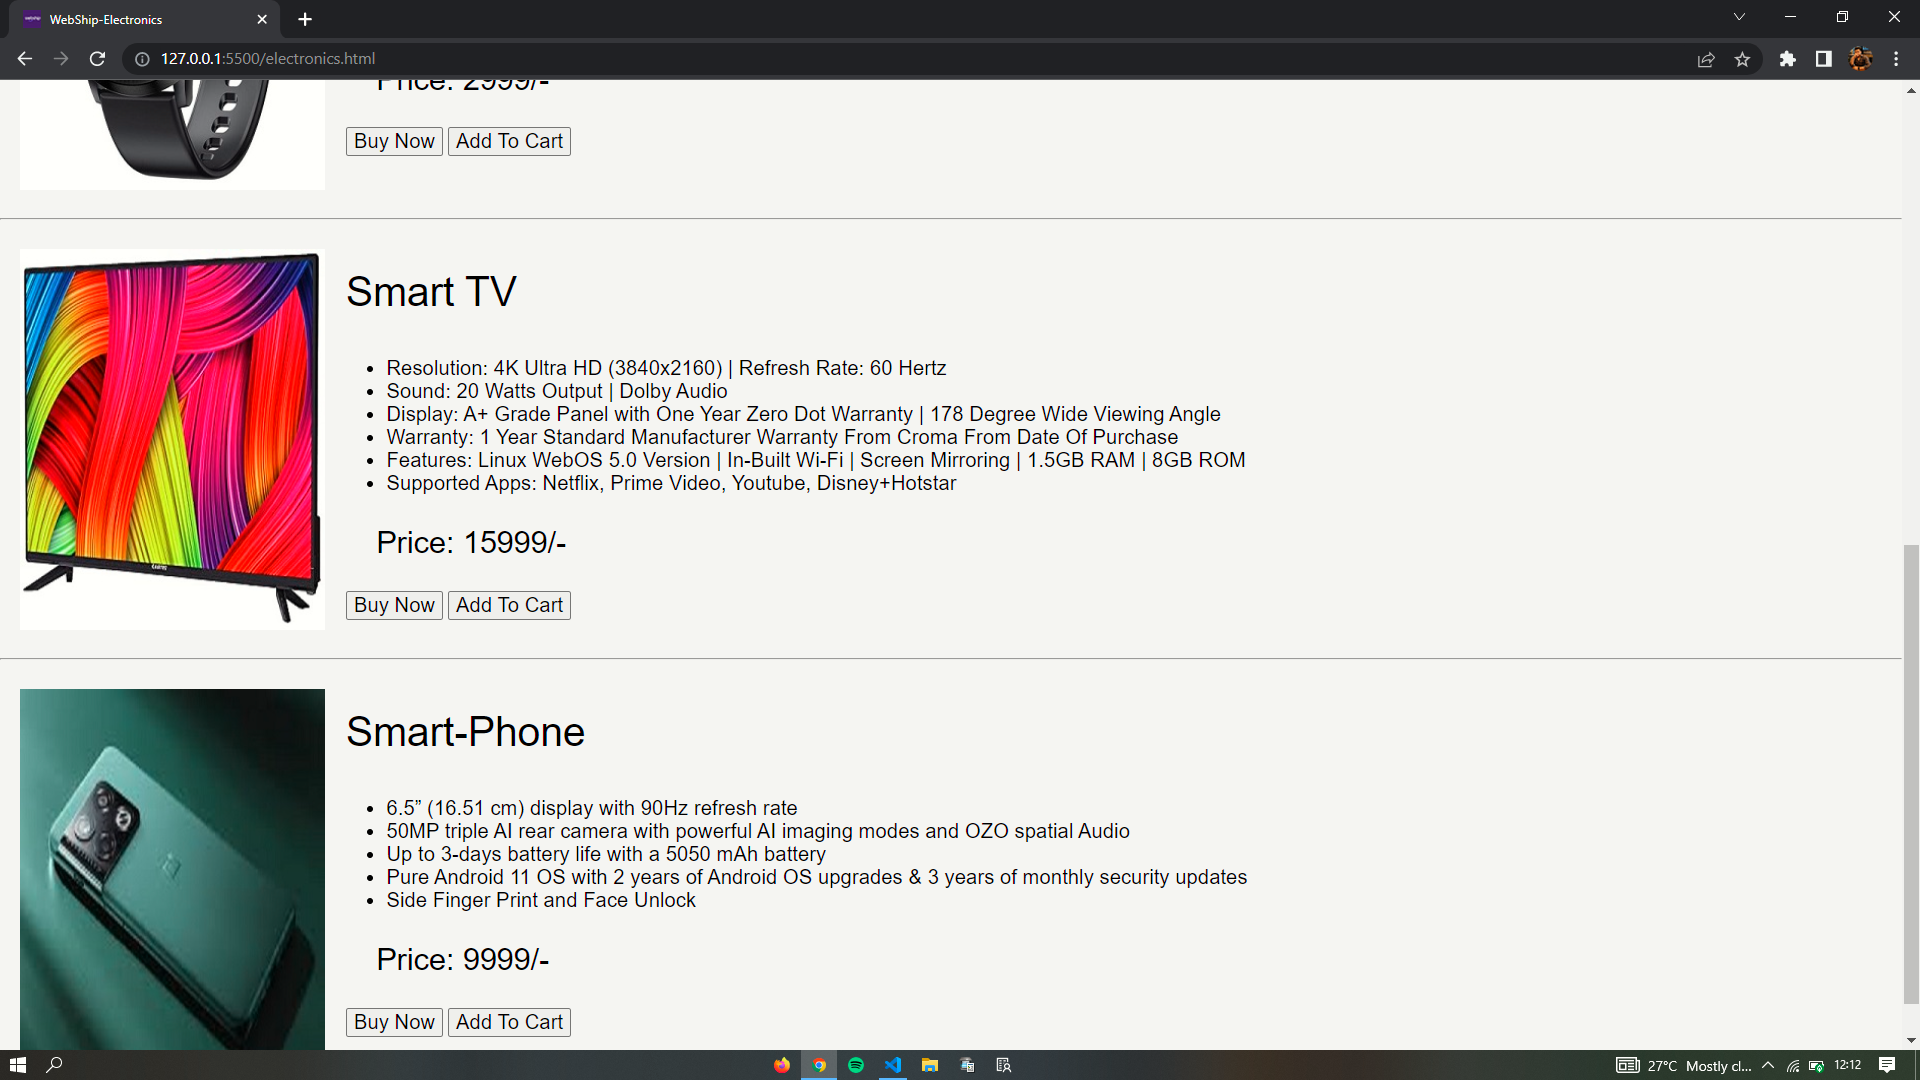 WebShip-Electronics
127.0.0.1:5500/electronics.html
Price: 2999/-
Buy Now Add To Cart
Smart TV
Resolution: 4K Ultra HD (3840x2160) | Refresh Rate: 60 Hertz
Sound: 20 Watts Output | Dolby Audio
Display: A+ Grade Panel with One Year Zero Dot Warranty | 178 Degree Wide Viewing Angle
Warranty: 1 Year Standard Manufacturer Warranty From Croma From Date Of Purchase
Features: Linux WebOS 5.0 Version | In-Built Wi-Fi | Screen Mirroring | 1.5GB RAM | 8GB ROM
Supported Apps: Netflix, Prime Video, Youtube, Disney+Hotstar
Price: 15999/-
Buy Now Add To Cart
Smart-Phone
6.5” (16.51 cm) display with 90Hz refresh rate
50MP triple AI rear camera with powerful AI imaging modes and OZO spatial Audio
Up to 3-days battery life with a 5050 mAh battery
Pure Android 11 OS with 2 years of Android OS upgrades & 3 years of monthly security updates
Side Finger Print and Face Unlock
Price: 9999/-
Buy Now Add To Cart
27°C Mostly cl... 12:12